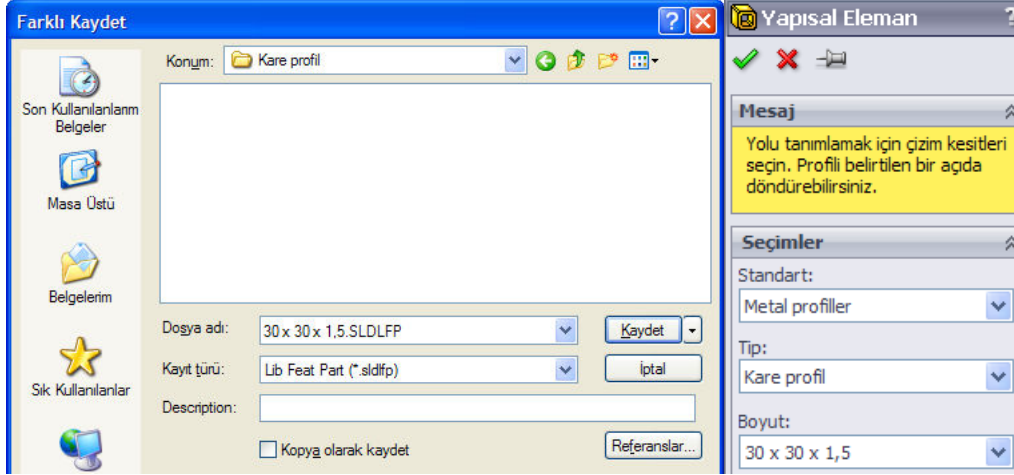 Farklı Kaydet
Konum: Kare profil
Son Kullanılanlarım
Belgeler
Masa Üstü
Belgelerim
Sık Kullanılanlar
Dosya adı: 30 x 30 x 1,5.SLDLFP
Kaydet
Kayıt türü: Lib Feat Part (*.sldlfp)
İptal
Description:
Kopya olarak kaydet
Referanslar...
Yapısal Eleman ?
Mesaj
Yolu tanımlamak için çizim kesitleri
seçin. Profili belirtilen bir açıda
döndürebilirsiniz.
Seçimler
Standart:
Metal profiller
Tip:
Kare profil
Boyut:
30 x 30 x 1,5